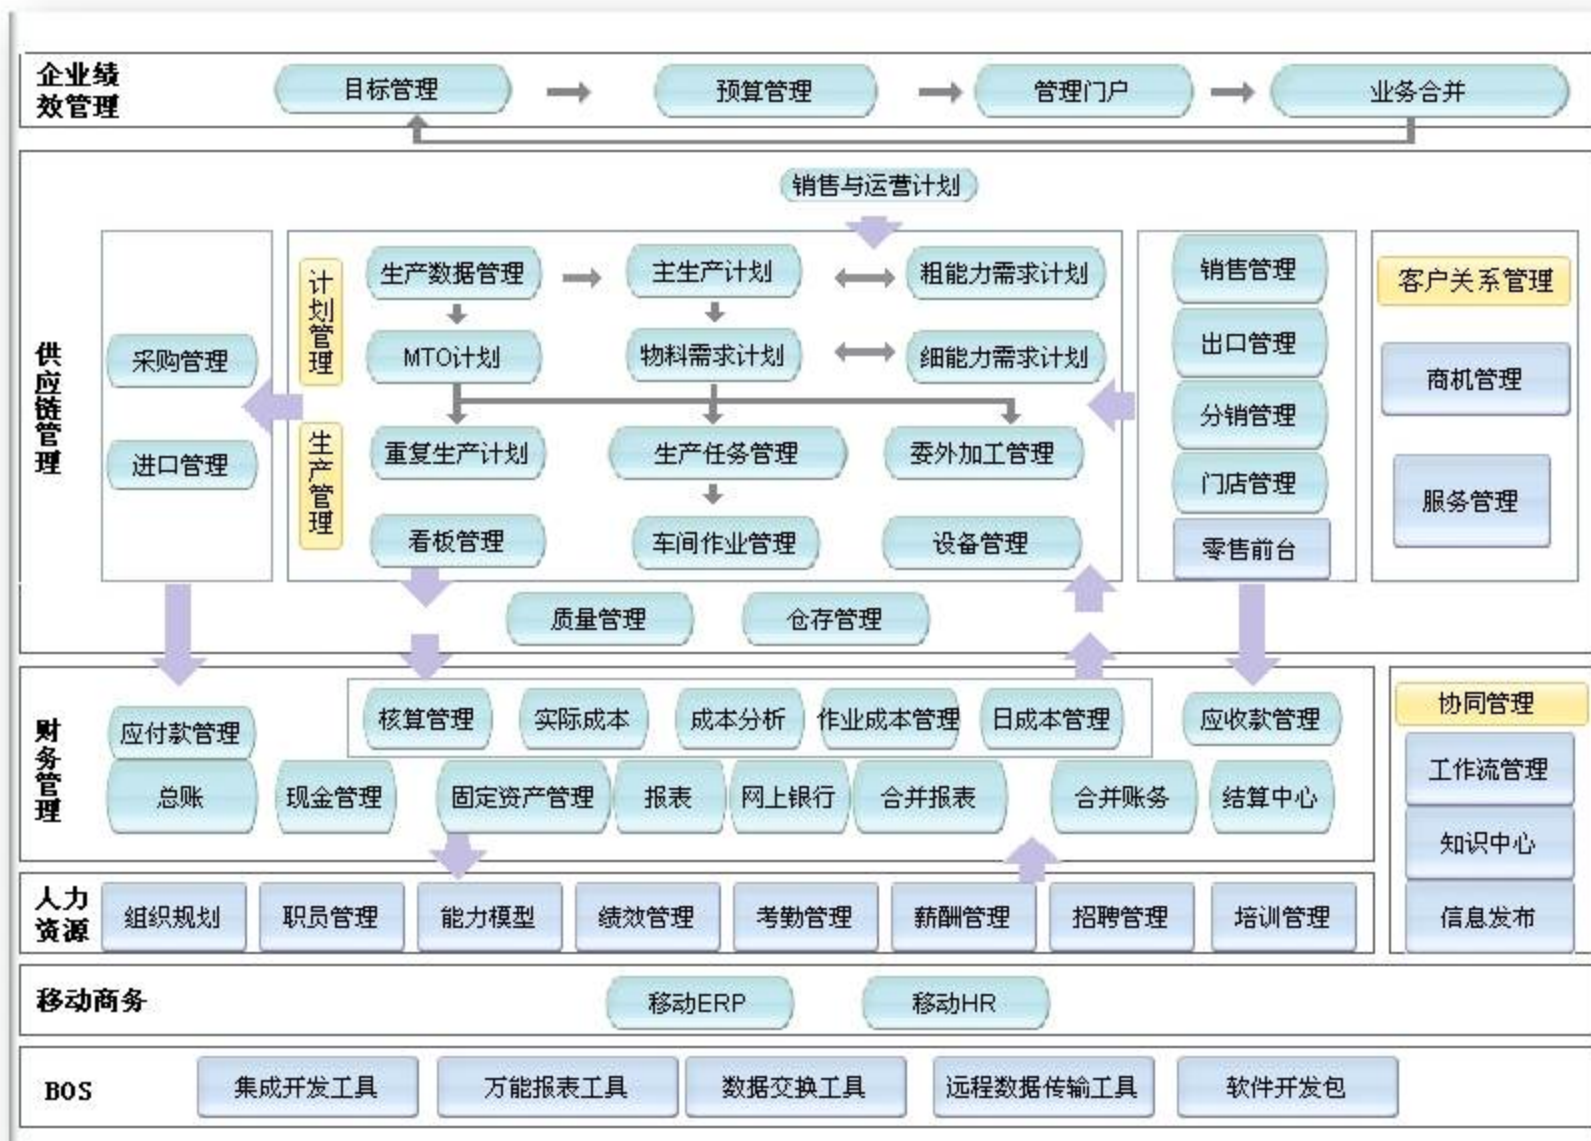 企业绩
效管理
目标管理
预算管理
管理门户
业务合并
供应链管理
销售与运营计划
采购管理
进口管理
计划管理
生产数据管理
主生产计划
粗能力需求计划
MTO计划
物料需求计划
细能力需求计划
生产管理
重复生产计划
生产任务管理
委外加工管理
看板管理
车间作业管理
设备管理
销售管理
出口管理
分销管理
门店管理
零售前台
客户关系管理
商机管理
服务管理
质量管理
仓存管理
财务管理
应付款管理
核算管理
实际成本
成本分析
作业成本管理
日成本管理
应收款管理
总账
现金管理
固定资产管理
报表
网上银行
合并报表
合并账务
结算中心
协同管理
工作流管理
知识中心
信息发布
人力
资源
组织规划
职员管理
能力模型
绩效管理
考勤管理
薪酬管理
招聘管理
培训管理
移动商务
移动ERP
移动HR
BOS
集成开发工具
万能报表工具
数据交换工具
远程数据传输工具
软件开发包